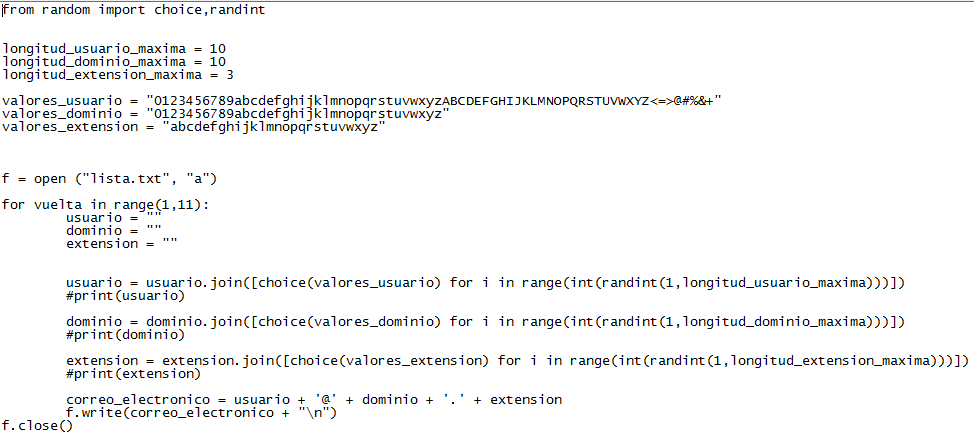 from random import choice,randint
longitud_usuario_maxima = 10
longitud_dominio_maxima = 10
longitud_extension_maxima = 3
valores_usuario = "0123456789abcdefghijklmnopqrstuvwxyzABCDEFGHIJKLMNOPQRSTUVWXYZ<=>@#%&+"
valores_dominio = "0123456789abcdefghijklmnopqrstuvwxyz"
valores_extension = "abcdefghijklmnopqrstuvwxyz"
f = open ("lista.txt", "a")
for vuelta in range(1,11):
        usuario = ""
        dominio = ""
        extension = ""
        usuario = usuario.join([choice(valores_usuario) for i in range(int(randint(1,longitud_usuario_maxima)))])
        #print(usuario)
        dominio = dominio.join([choice(valores_dominio) for i in range(int(randint(1,longitud_dominio_maxima)))])
        #print(dominio)
        extension = extension.join([choice(valores_extension) for i in range(int(randint(1,longitud_extension_maxima)))])
        #print(extension)
        correo_electronico = usuario + '@' + dominio + '.' + extension
        f.write(correo_electronico + "\n")
f.close()